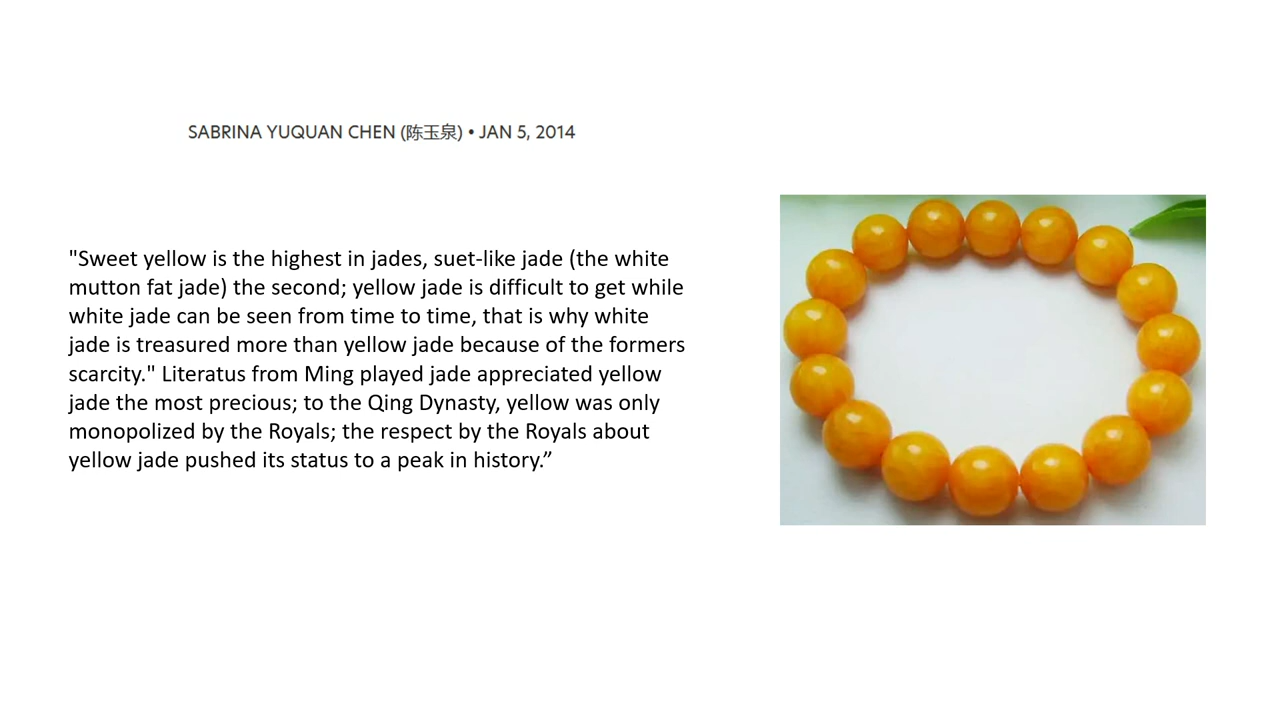 SABRINA YUQUAN CHEN (陈玉泉) • JAN 5, 2014
"Sweet yellow is the highest in jades, suet-like jade (the white
mutton fat jade) the second; yellow jade is difficult to get while
white jade can be seen from time to time, that is why white
jade is treasured more than yellow jade because of the formers
scarcity." Literatus from Ming played jade appreciated yellow
jade the most precious; to the Qing Dynasty, yellow was only
monopolized by the Royals; the respect by the Royals about
yellow jade pushed its status to a peak in history.”